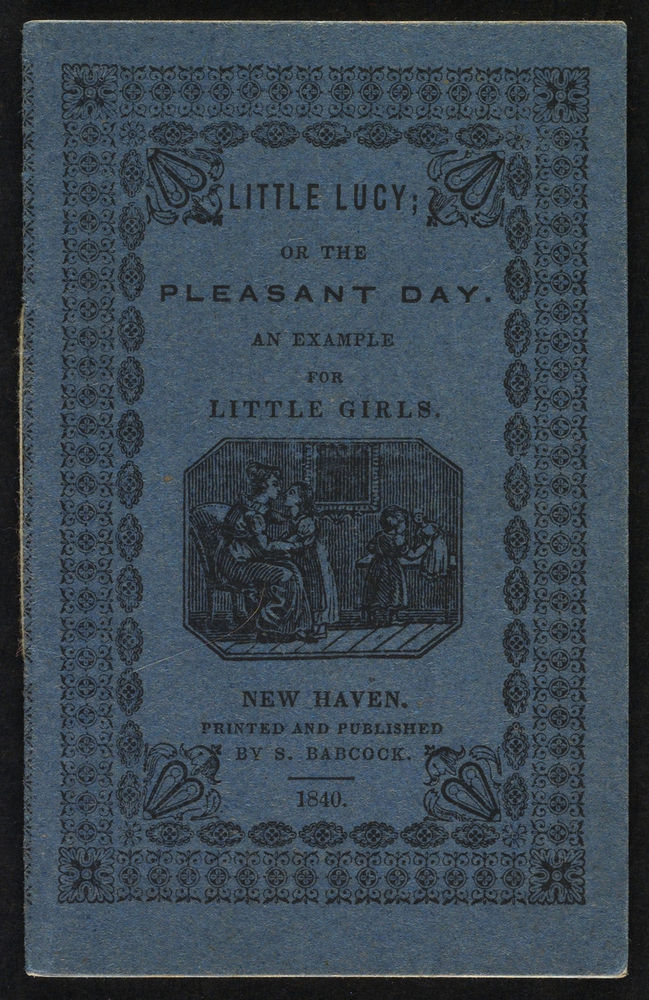 LITTLE LUCY;
OR THE
PLEASANT DAY.
AN EXAMPLE
FOR
LITTLE GIRLS.
NEW HAVEN.
PRINTED AND PUBLISHED
BY S. BABCOCK.
1840.